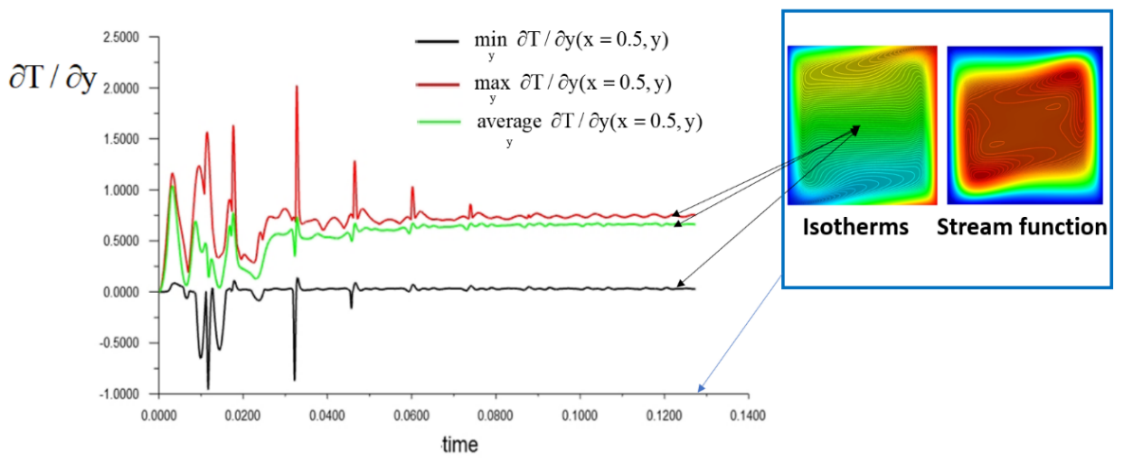 ∂T / ∂y
2.5000
2.0000
1.5000
1.0000
0.5000
0.0000
-0.5000
-1.0000
0.0000 0.0200 0.0400 0.0600 0.0800 0.1000 0.1200 0.1400
time
min ∂T / ∂y(x = 0.5, y)
y
max ∂T / ∂y(x = 0.5, y)
y
average ∂T / ∂y(x = 0.5, y)
y
Isotherms Stream function